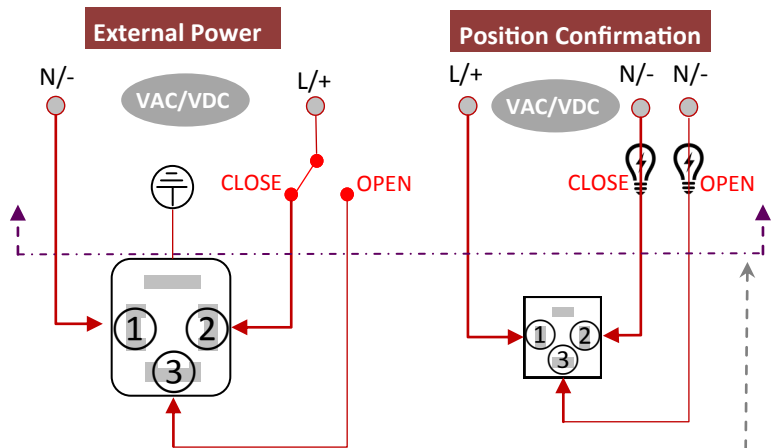 External Power
Position Confirmation
N/-
VAC/VDC
L/+
L/+
VAC/VDC
N/-
N/-
CLOSE
OPEN
CLOSE
OPEN
1
2
3
1
2
3